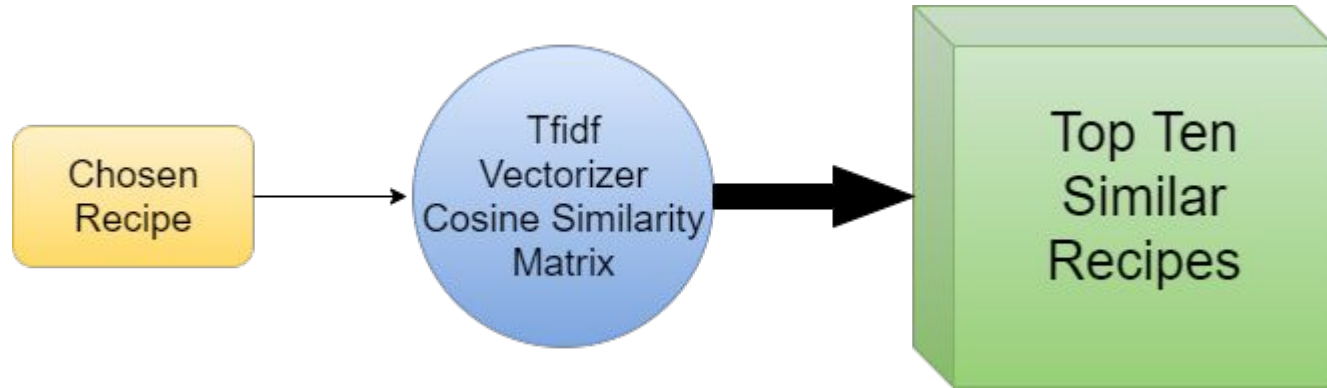 Chosen
Recipe
Tfidf
Vectorizer
Cosine Similarity
Matrix
Top Ten
Similar
Recipes